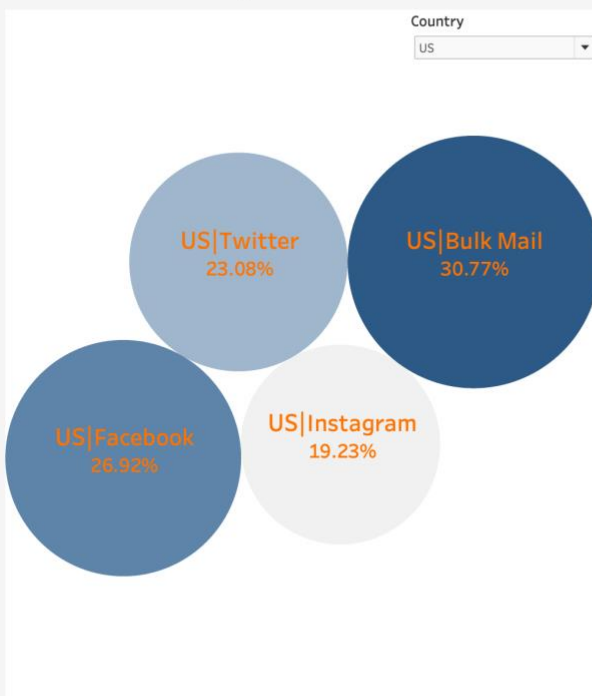 Country
US
US|Twitter
23.08%
US|Bulk Mail
30.77%
US|Facebook
26.92%
US|Instagram
19.23%